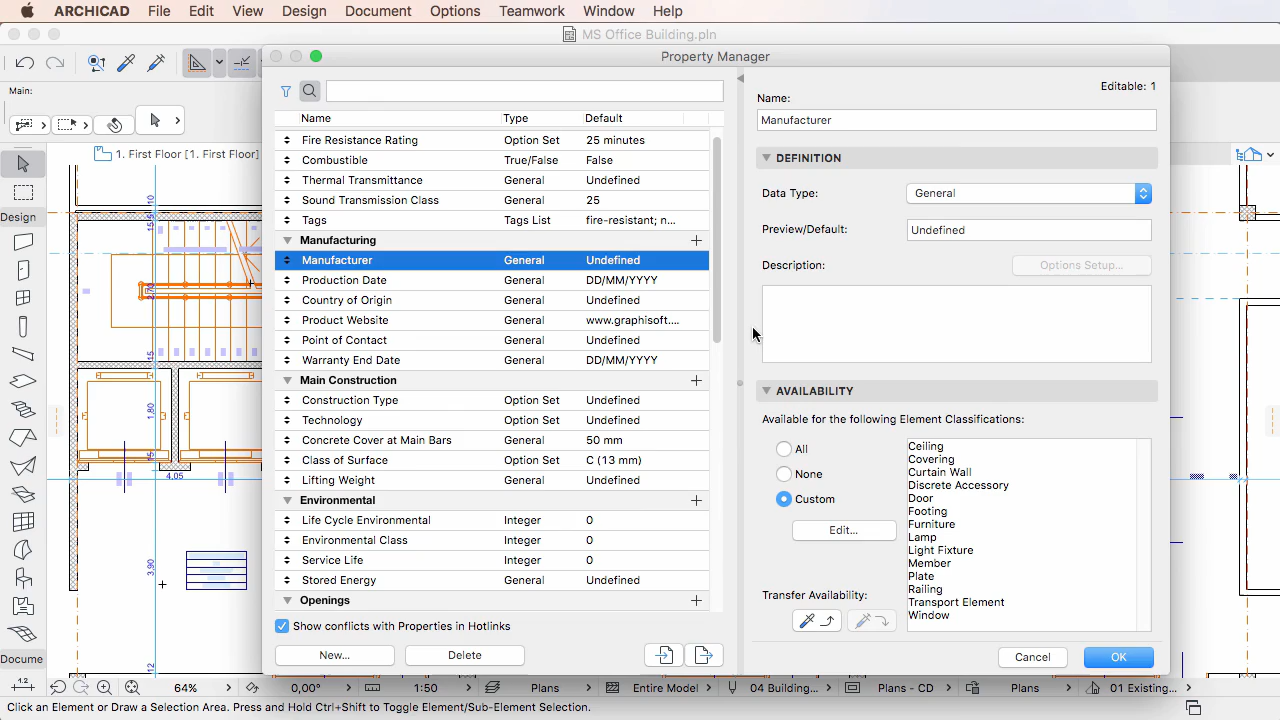 ARCHICAD File Edit View Design Document Options Teamwork Window Help
MS Office Building.pln
Property Manager
Main:
1. First Floor [1. First Floor]
Design
Docume
Name Type Default
Fire Resistance Rating Option Set 25 minutes
Combustible True/False False
Thermal Transmittance General Undefined
Sound Transmission Class General 25
Tags Tags List fire-resistant; n...
Manufacturing
Manufacturer General Undefined
Production Date General DD/MM/YYYY
Country of Origin General Undefined
Product Website General www.graphisoft....
Point of Contact General Undefined
Warranty End Date General DD/MM/YYYY
Main Construction
Construction Type Option Set Undefined
Technology Option Set Undefined
Concrete Cover at Main Bars General 50 mm
Class of Surface Option Set C (13 mm)
Lifting Weight General Undefined
Environmental
Life Cycle Environmental Integer 0
Environmental Class Integer 0
Service Life Integer 0
Stored Energy General Undefined
Openings
Show conflicts with Properties in Hotlinks
New... Delete
Editable: 1
Name:
Manufacturer
DEFINITION
Data Type: General
Preview/Default: Undefined
Description: Options Setup...
AVAILABILITY
Available for the following Element Classifications:
All
None
Custom
Edit...
Ceiling
Covering
Curtain Wall
Discrete Accessory
Door
Footing
Furniture
Lamp
Light Fixture
Member
Plate
Railing
Transport Element
Window
Transfer Availability:
Cancel OK
2,70
15
1,80
15
4,05
3,90
12
64% 0,00° 1:50 Plans Entire Model 04 Building... Plans - CD Plans 01 Existing...
Click an Element or Draw a Selection Area. Press and Hold Ctrl+Shift to Toggle Element/Sub-Element Selection.